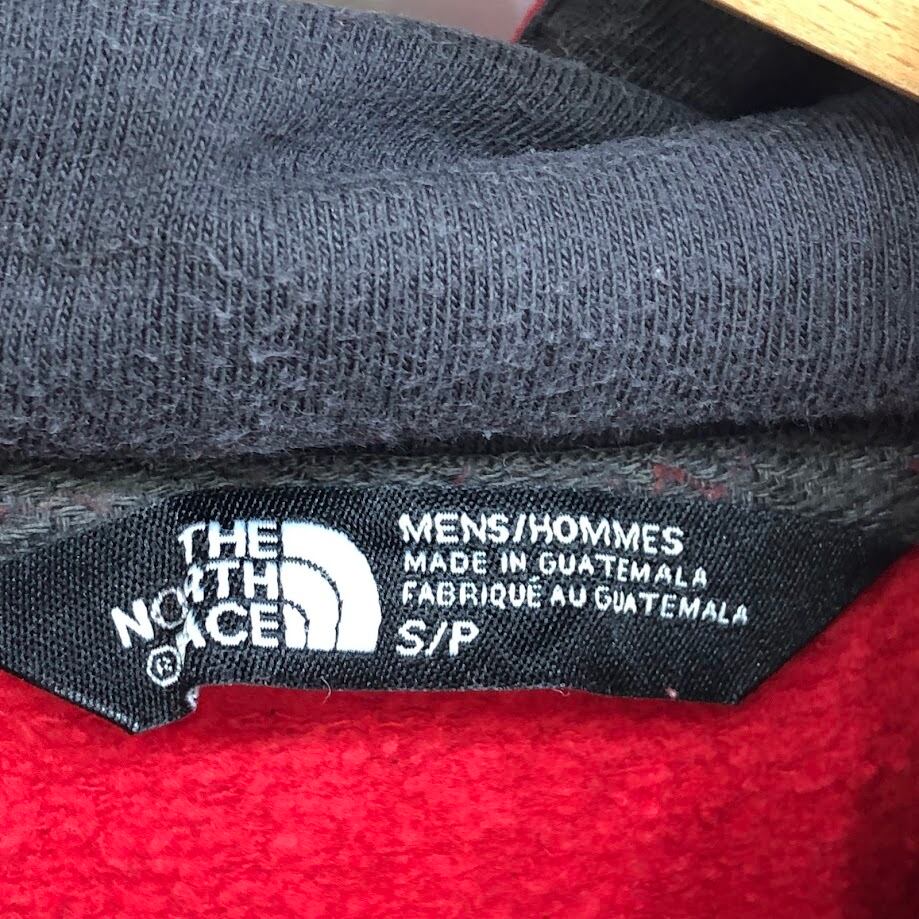 THE
NORTH
FACE
®
MENS/HOMMES
MADE IN GUATEMALA
FABRIQUÉ AU GUATEMALA
S/P